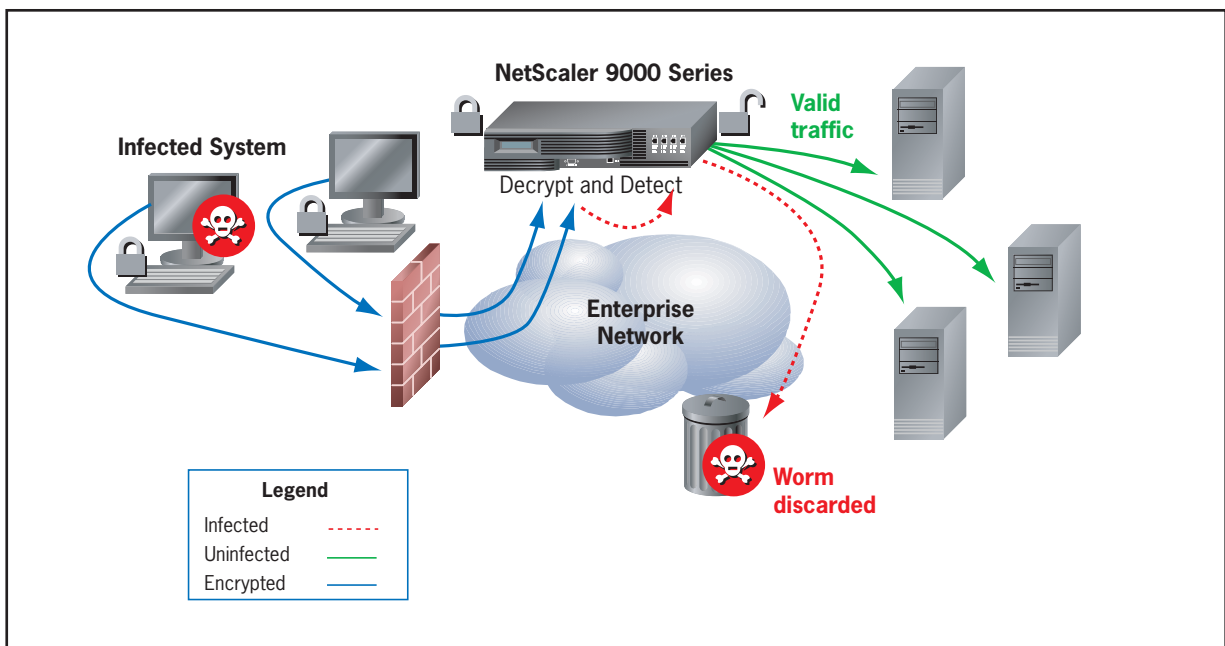 NetScaler 9000 Series
Valid
traffic
Infected System
Decrypt and Detect
Enterprise
Network
Worm
discarded
Legend
Infected
Uninfected
Encrypted